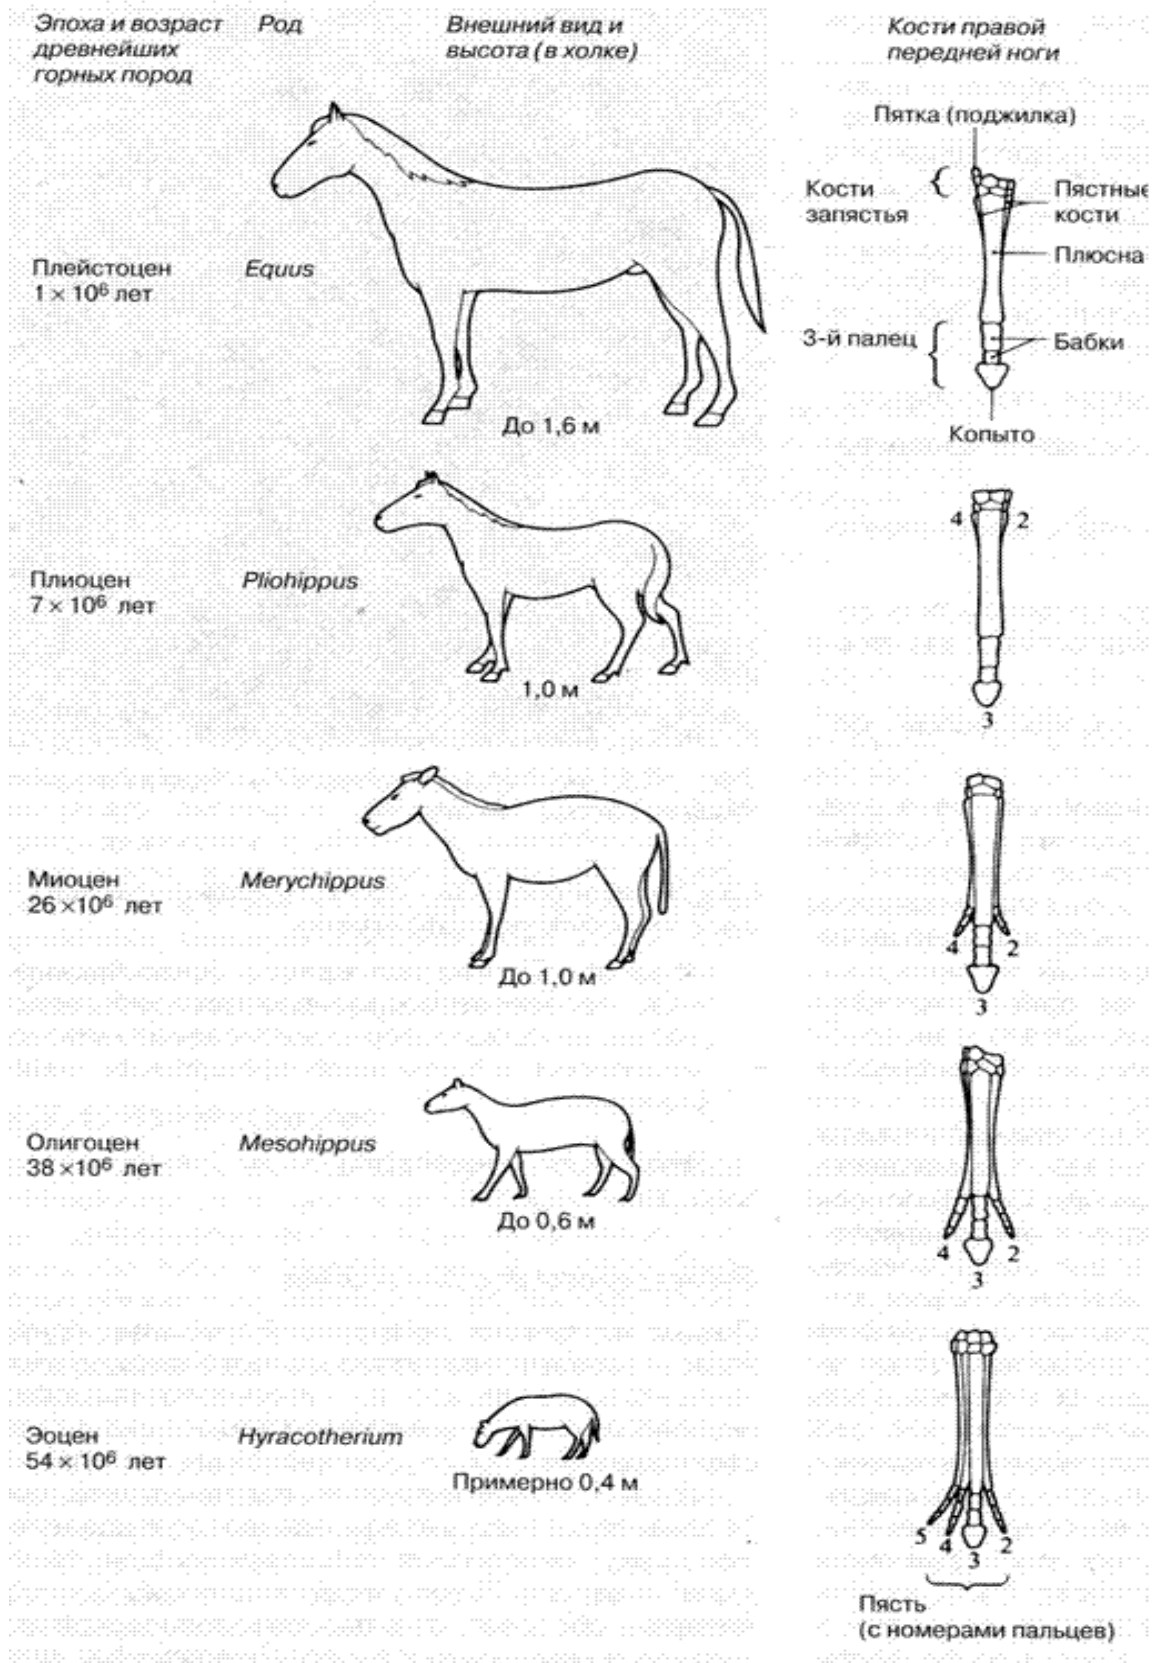 Эпоха и возраст
древнейших
горных пород
Род
Внешний вид и
высота (в холке)
Кости правой
передней ноги
Пятка (поджилка)
Кости
запястья
Пястные
кости
Плюсна
Плейстоцен
1 × 10⁶ лет
Equus
3-й палец
Бабки
До 1,6 м
Копыто
4 2
Плиоцен
7 × 10⁶ лет
Pliohippus
1,0 м
3
Миоцен
26 ×10⁶ лет
Merychippus
4 2
До 1,0 м
3
Олигоцен
38 ×10⁶ лет
Mesohippus
До 0,6 м
4 2
3
Эоцен
54 × 10⁶ лет
Hyracotherium
Примерно 0,4 м
5 4 3 2
Пясть
(с номерами пальцев)